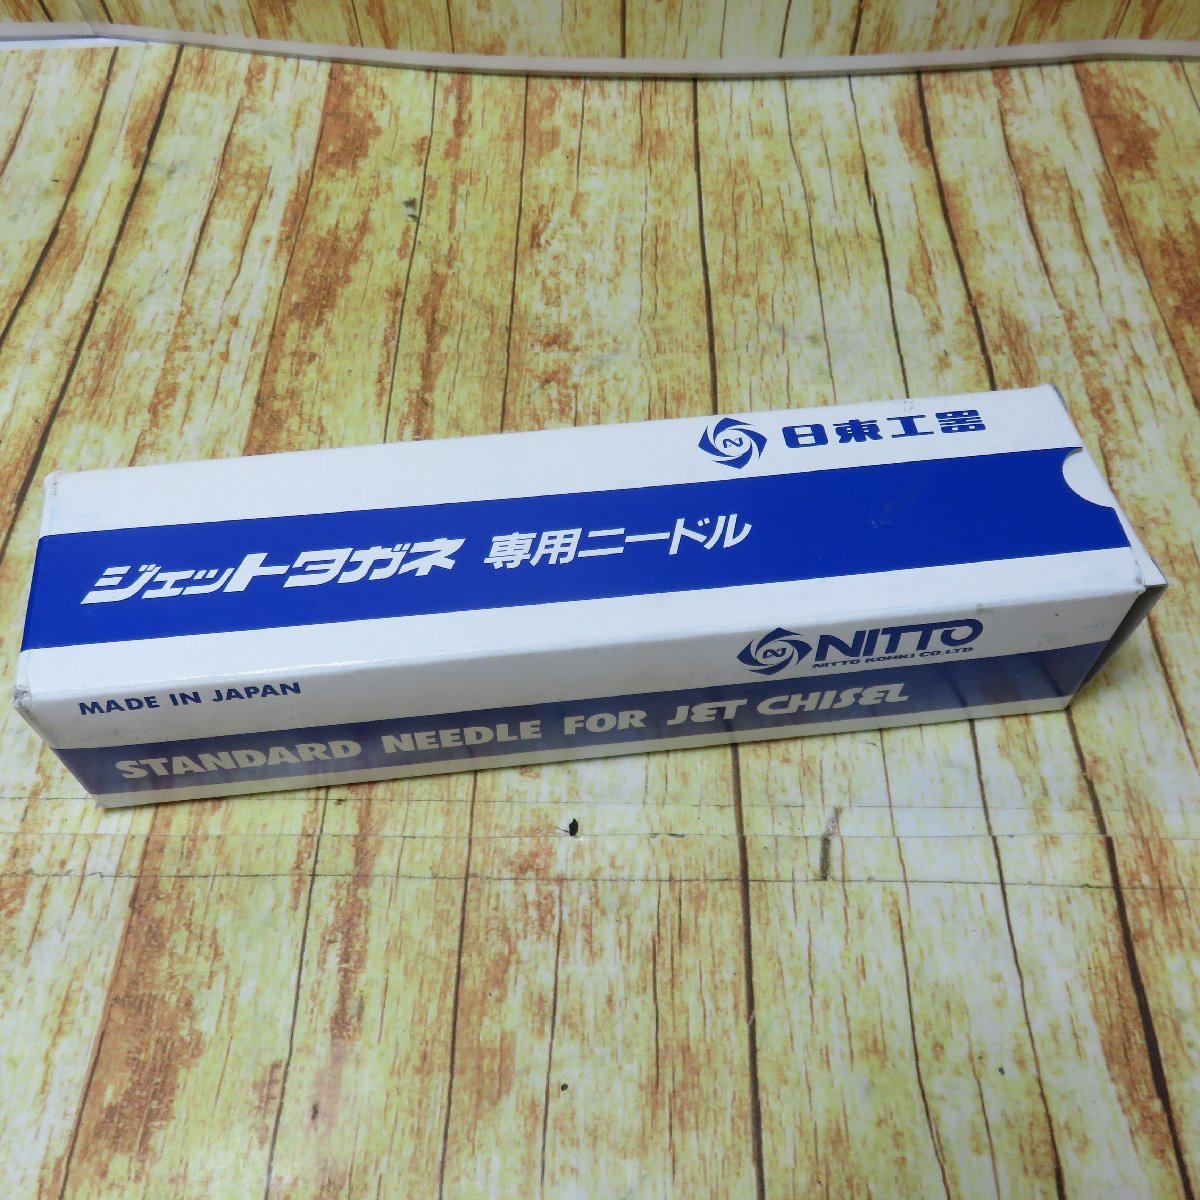 日東工器
ジェットタガネ 専用ニードル
NITTO
NITTO KOHKI CO.,LTD.
MADE IN JAPAN
STANDARD NEEDLE FOR JET CHISEL